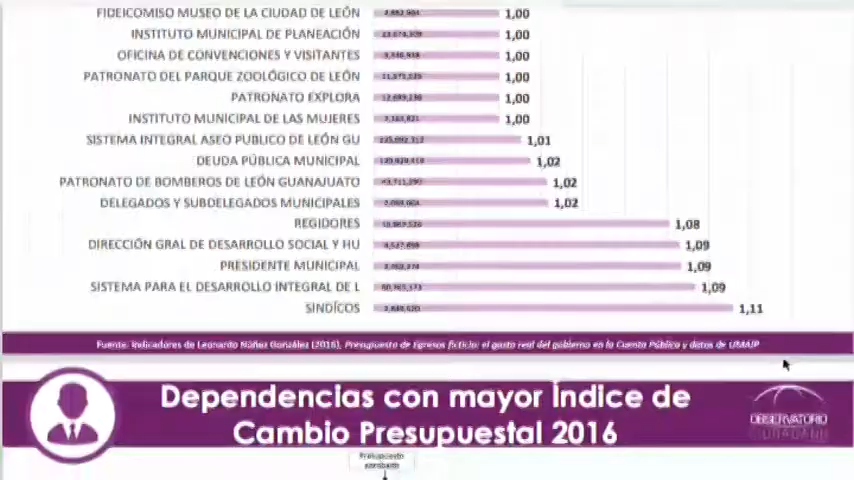 FIDEICOMISO MUSEO DE LA CIUDAD DE LEÓN 1,00
INSTITUTO MUNICIPAL DE PLANEACIÓN 1,00
OFICINA DE CONVENCIONES Y VISITANTES 1,00
PATRONATO DEL PARQUE ZOOLÓGICO DE LEÓN 1,00
PATRONATO EXPLORA 1,00
INSTITUTO MUNICIPAL DE LAS MUJERES 1,00
SISTEMA INTEGRAL ASEO PUBLICO DE LEÓN GU 1,01
DEUDA PÚBLICA MUNICIPAL 1,02
PATRONATO DE BOMBEROS DE LEÓN GUANAJUATO 1,02
DELEGADOS Y SUBDELEGADOS MUNICIPALES 1,02
REGIDORES 1,08
DIRECCIÓN GRAL DE DESARROLLO SOCIAL Y HU 1,09
PRESIDENTE MUNICIPAL 1,09
SISTEMA PARA EL DESARROLLO INTEGRAL DE L 1,09
SINDÍCOS 1,11
Fuente: Indicadores de Leonardo Núñez González (2016), Presupuesto de Egresos ficticio: el gasto real del gobierno en la Cuenta Pública y datos de UMAIP
Dependencias con mayor Índice de
Cambio Presupuestal 2016
OBSERVATORIO
CIUDADANO
Presupuesto
aprobado